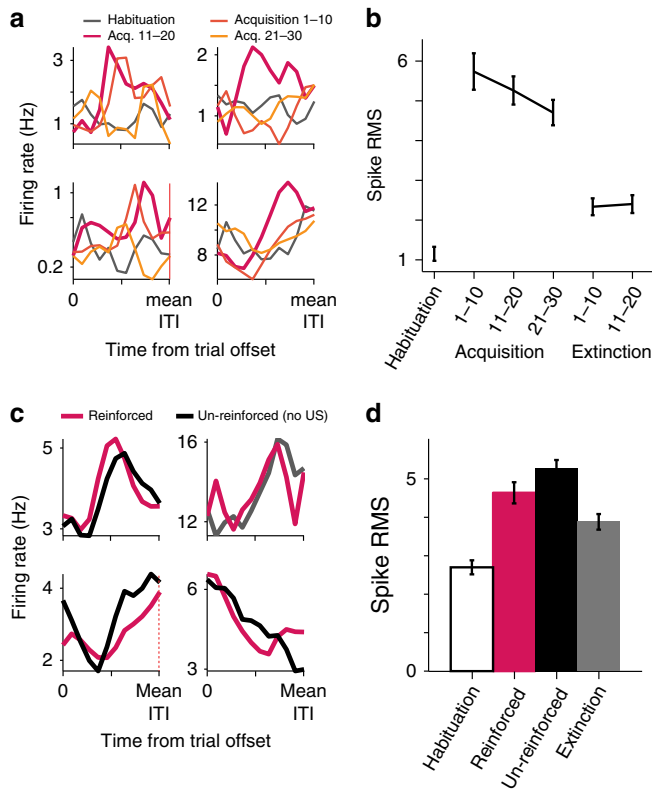 a
Habituation
Acquisition 1–10
Acq. 11–20
Acq. 21–30
3
1
2
1
1
0.2
12
8
Firing rate (Hz)
0
mean
ITI
0
mean
ITI
Time from trial offset
b
6
1
Spike RMS
Habituation
1–10
11–20
21–30
1–10
11–20
Acquisition
Extinction
c
Reinforced
Un-reinforced (no US)
5
3
16
12
4
2
6
3
Firing rate (Hz)
0
Mean
ITI
0
Mean
ITI
Time from trial offset
d
5
0
Spike RMS
Habituation
Reinforced
Un-reinforced
Extinction